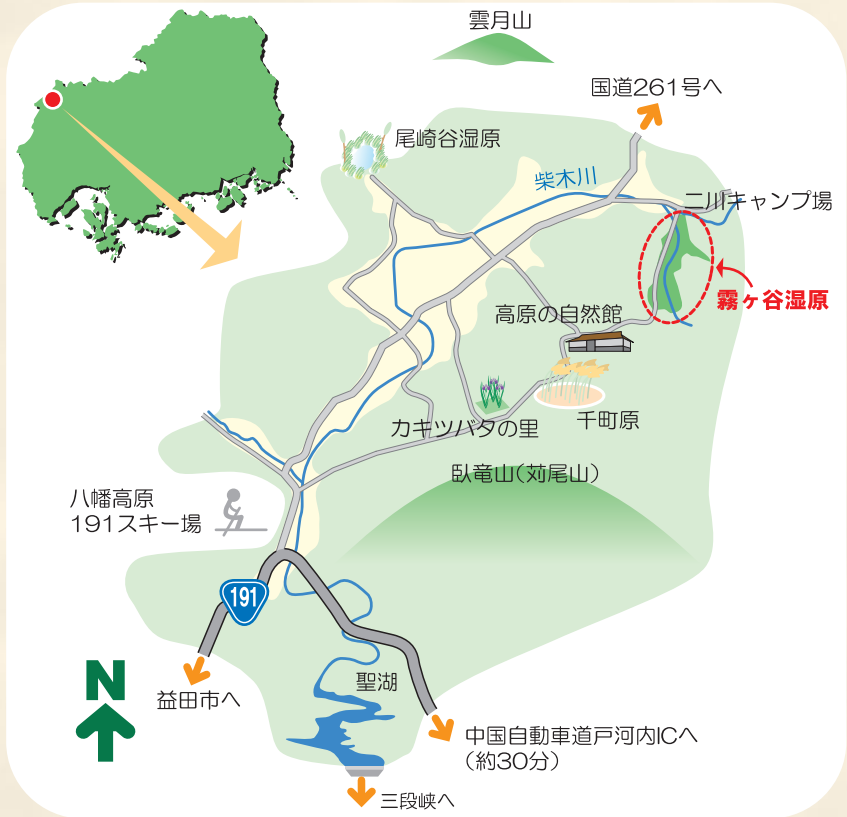 雲月山
国道261号へ
尾崎谷湿原
柴木川
二川キャンプ場
霧ヶ谷湿原
高原の自然館
千町原
カキツバタの里
臥竜山(苅尾山)
八幡高原
191スキー場
191
N
益田市へ
聖湖
中国自動車道戸河内ICへ
(約30分)
三段峡へ